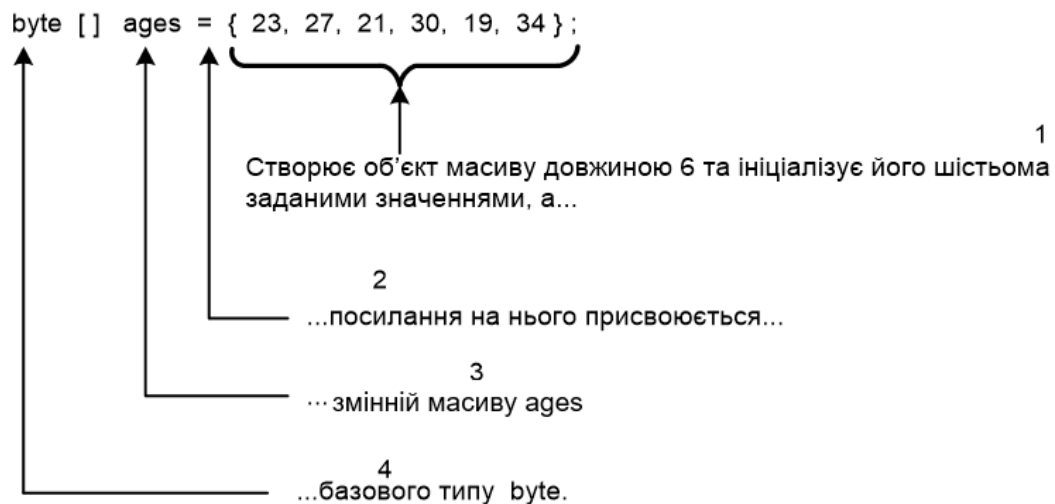 byte [ ] ages = { 23, 27, 21, 30, 19, 34 } ;
1
Створює об’єкт масиву довжиною 6 та ініціалізує його шістьома
заданими значеннями, а...
2
...посилання на нього присвоюється...
3
...змінній масиву ages
4
...базового типу byte.